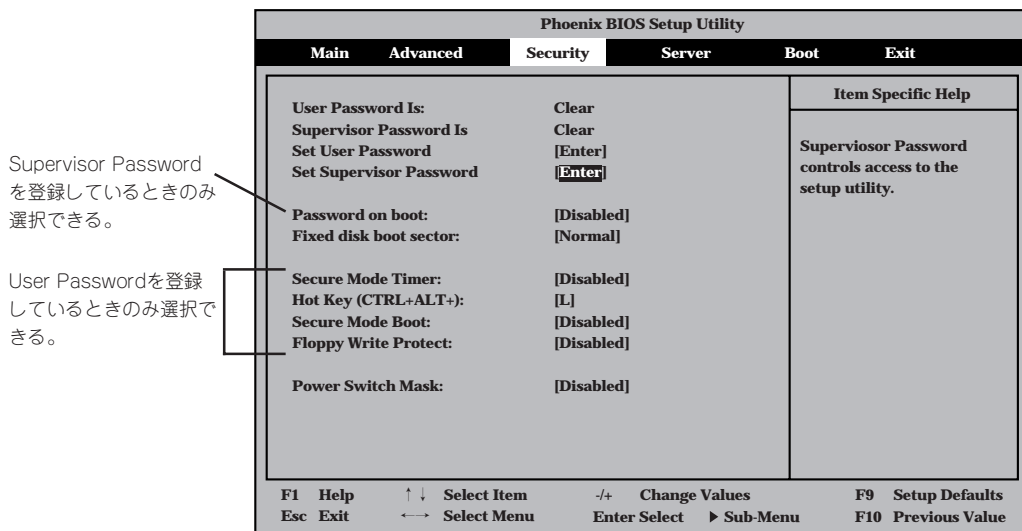 Phoenix BIOS Setup Utility
Main Advanced Security Server Boot Exit
Item Specific Help
User Password Is: Clear
Supervisor Password Is Clear
Set User Password [Enter]
Set Supervisor Password [Enter]
Password on boot: [Disabled]
Fixed disk boot sector: [Normal]
Secure Mode Timer: [Disabled]
Hot Key (CTRL+ALT+): [L]
Secure Mode Boot: [Disabled]
Floppy Write Protect: [Disabled]
Power Switch Mask: [Disabled]
Superviosor Password
controls access to the
setup utility.
Supervisor Password
を登録しているときのみ
選択できる。
User Passwordを登録
しているときのみ選択で
きる。
F1 Help ↑↓ Select Item -/+ Change Values F9 Setup Defaults
Esc Exit ←→ Select Menu Enter Select ▶ Sub-Menu F10 Previous Value